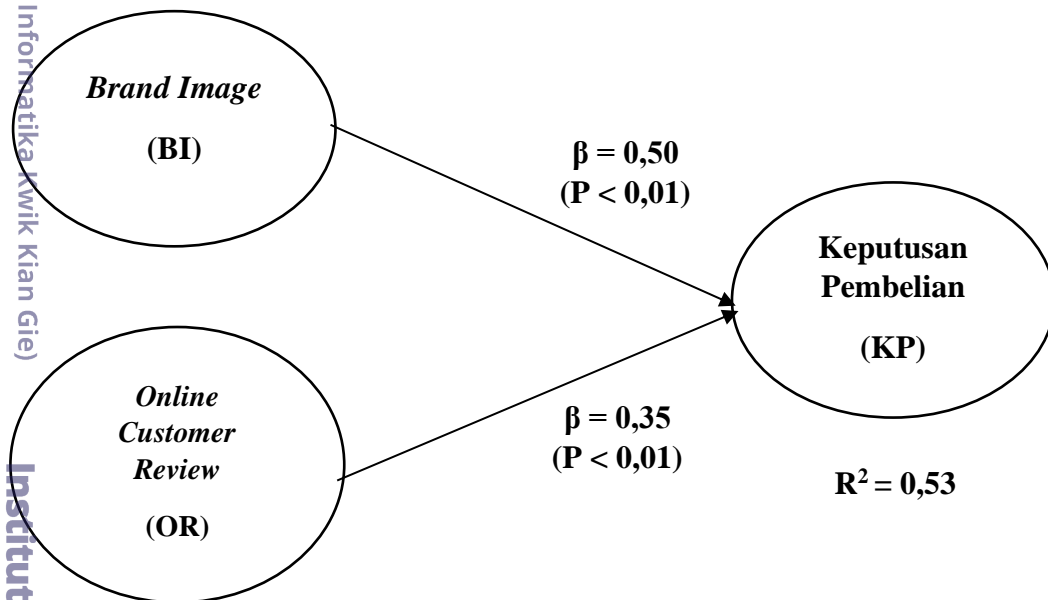 Brand Image
(BI)
β = 0,50
(P < 0,01)
Keputusan
Pembelian
(KP)
Online
Customer
Review
(OR)
β = 0,35
(P < 0,01)
R² = 0,53
Informatika Kwik Kian Gie)
Institut